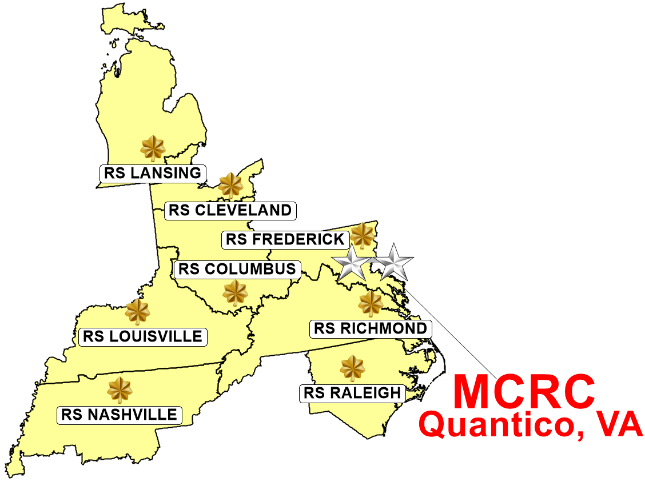 RS LANSING
RS CLEVELAND
RS FREDERICK
RS COLUMBUS
RS RICHMOND
RS LOUISVILLE
RS RALEIGH
RS NASHVILLE
MCRC
Quantico, VA